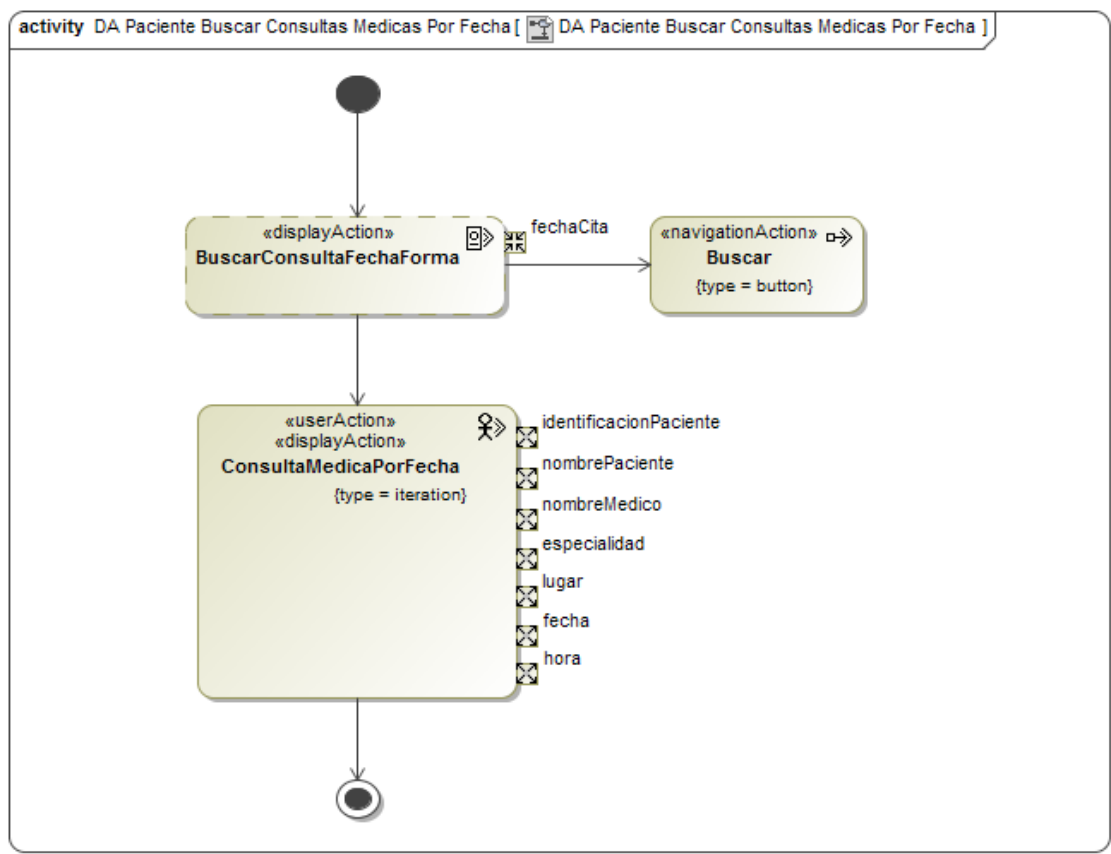 activity DA Paciente Buscar Consultas Medicas Por Fecha [ DA Paciente Buscar Consultas Medicas Por Fecha ]
«displayAction»
BuscarConsultaFechaForma
fechaCita
«navigationAction»
Buscar
{type = button}
«userAction»
«displayAction»
ConsultaMedicaPorFecha
{type = iteration}
identificacionPaciente
nombrePaciente
nombreMedico
especialidad
lugar
fecha
hora